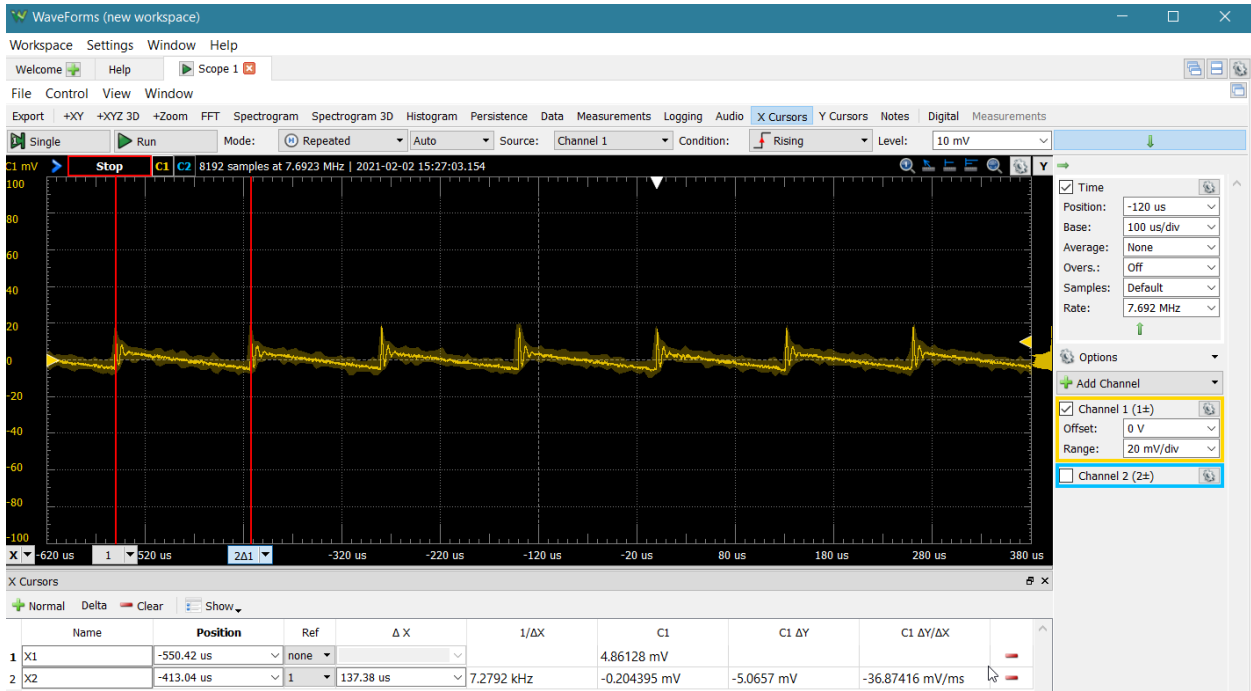 WaveForms (new workspace)
Workspace Settings Window Help
Welcome Help Scope 1
File Control View Window
Export +XY +XYZ 3D +Zoom FFT Spectrogram Spectrogram 3D Histogram Persistence Data Measurements Logging Audio X Cursors Y Cursors Notes Digital Measurements
Single Run Mode: Repeated Auto Source: Channel 1 Condition: Rising Level: 10 mV
C1 mV Stop C1 C2 8192 samples at 7.6923 MHz | 2021-02-02 15:27:03.154 Y
100
80
60
40
20
0
-20
-40
-60
-80
-100
X -620 us 1 520 us 2Δ1 -320 us -220 us -120 us -20 us 80 us 180 us 280 us 380 us
Time
Position: -120 us
Base: 100 us/div
Average: None
Overs.: Off
Samples: Default
Rate: 7.692 MHz
Options
Add Channel
Channel 1 (1±)
Offset: 0 V
Range: 20 mV/div
Channel 2 (2±)
X Cursors
Normal Delta Clear Show
Name Position Ref Δ X 1/ΔX C1 C1 ΔY C1 ΔY/ΔX
1 X1 -550.42 us none 4.86128 mV
2 X2 -413.04 us 1 137.38 us 7.2792 kHz -0.204395 mV -5.0657 mV -36.87416 mV/ms